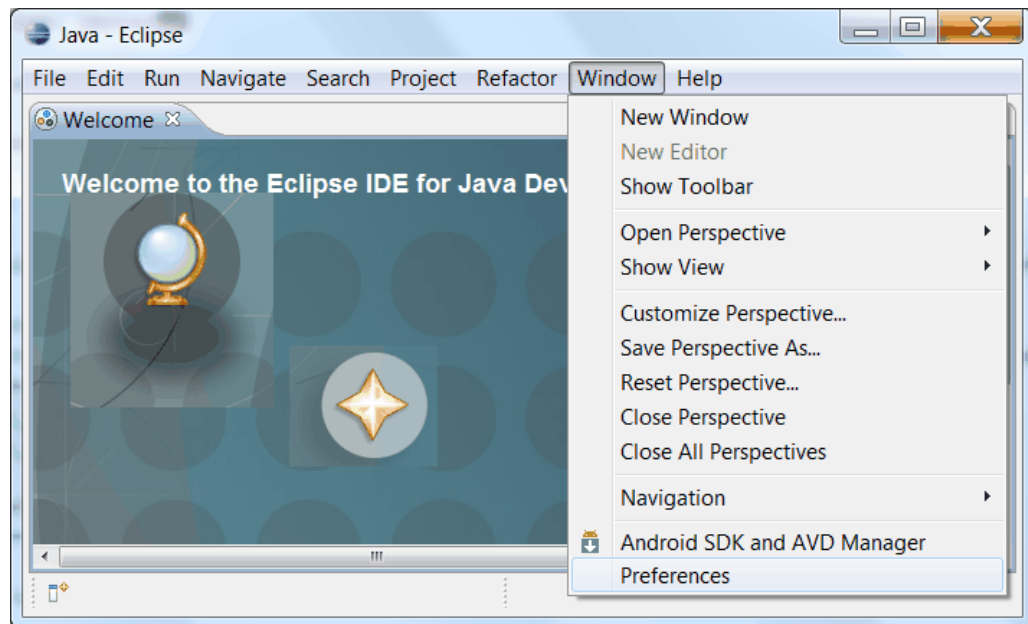 Java - Eclipse
File Edit Run Navigate Search Project Refactor Window Help
Welcome
Welcome to the Eclipse IDE for Java Dev
New Window
New Editor
Show Toolbar
Open Perspective
Show View
Customize Perspective...
Save Perspective As...
Reset Perspective...
Close Perspective
Close All Perspectives
Navigation
Android SDK and AVD Manager
Preferences